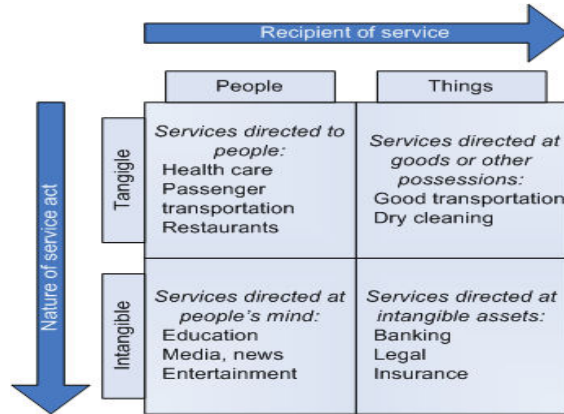 Recipient of service
People
Things
Nature of service act
Tangigle
Services directed to
people:
Health care
Passenger
transportation
Restaurants
Services directed at
goods or other
possessions:
Good transportation
Dry cleaning
Intangible
Services directed at
people's mind:
Education
Media, news
Entertainment
Services directed at
intangible assets:
Banking
Legal
Insurance